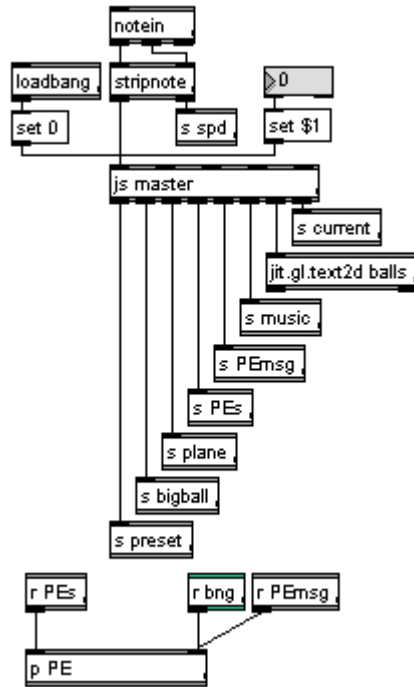 notein
loadbang
stripnote
0
set 0
s spd
set $1
js master
s current
jit.gl.text2d balls
s music
s PEmsg
s PEs
s plane
s bigball
s preset
r PEs
r bng
r PEmsg
p PE